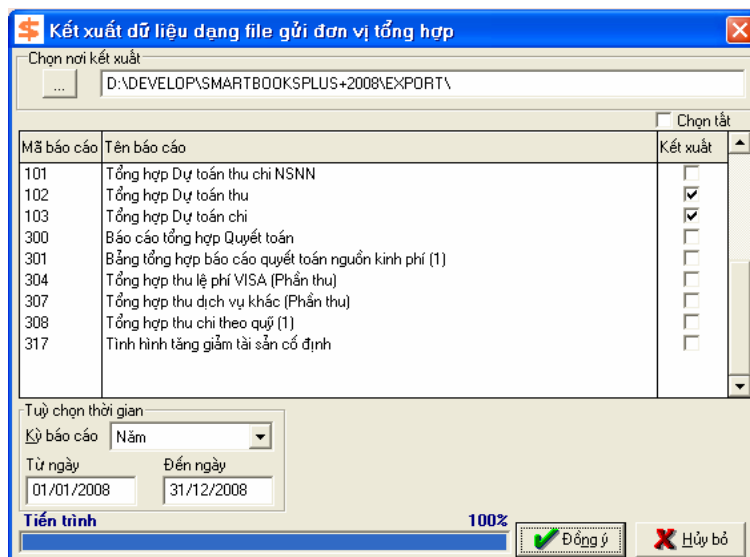 Kết xuất dữ liệu dạng file gửi đơn vị tổng hợp
Chọn nơi kết xuất
... D:\DEVELOP\SMARTBOOKSPLUS+2008\EXPORT\
Chọn tất
Mã báo cáo Tên báo cáo Kết xuất
101 Tổng hợp Dự toán thu chi NSNN
102 Tổng hợp Dự toán thu
103 Tổng hợp Dự toán chi
300 Báo cáo tổng hợp Quyết toán
301 Bảng tổng hợp báo cáo quyết toán nguồn kinh phí (1)
304 Tổng hợp thu lệ phí VISA (Phần thu)
307 Tổng hợp thu dịch vụ khác (Phần thu)
308 Tổng hợp thu chi theo quỹ (1)
317 Tình hình tăng giảm tài sản cố định
Tuỳ chọn thời gian
Kỳ báo cáo Năm
Từ ngày Đến ngày
01/01/2008 31/12/2008
Tiến trình 100%
Đồng ý Hủy bỏ